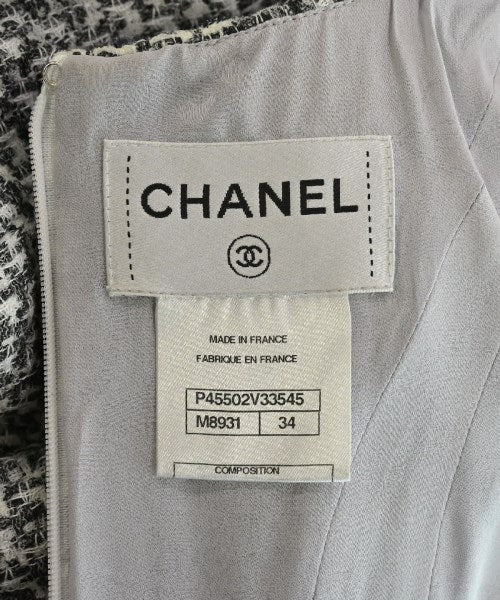 CHANEL
MADE IN FRANCE
FABRIQUE EN FRANCE
P45502V33545
M8931 34
COMPOSITION